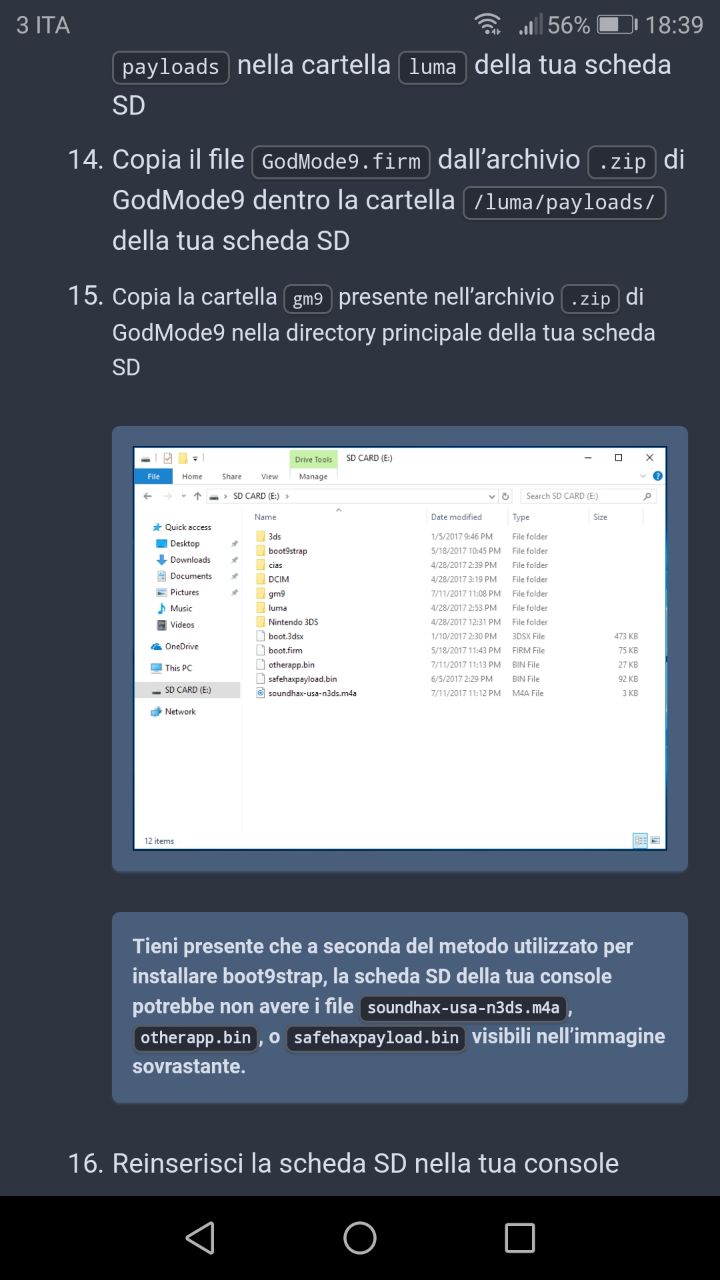 3 ITA 56% 18:39
payloads nella cartella luma della tua scheda
SD
14. Copia il file GodMode9.firm dall’archivio .zip di
GodMode9 dentro la cartella /luma/payloads/
della tua scheda SD
15. Copia la cartella gm9 presente nell’archivio .zip di
GodMode9 nella directory principale della tua scheda
SD
Drive Tools SD CARD (E:)
File Home Share View Manage
SD CARD (E:) Search SD CARD (E:)
Name Date modified Type Size
Quick access
Desktop
Downloads
Documents
Pictures
Music
Videos
OneDrive
This PC
SD CARD (E:)
Network
3ds 1/5/2017 9:46 PM File folder
boot9strap 5/18/2017 10:45 PM File folder
cias 4/28/2017 2:39 PM File folder
DCIM 4/28/2017 3:19 PM File folder
gm9 7/11/2017 11:08 PM File folder
luma 4/28/2017 2:53 PM File folder
Nintendo 3DS 4/28/2017 12:31 PM File folder
boot.3dsx 1/10/2017 2:30 PM 3DSX File 473 KB
boot.firm 5/18/2017 11:43 PM FIRM File 75 KB
otherapp.bin 7/11/2017 11:13 PM BIN File 27 KB
safehaxpayload.bin 6/5/2017 2:29 PM BIN File 92 KB
soundhax-usa-n3ds.m4a 7/11/2017 11:12 PM M4A File 3 KB
12 items
Tieni presente che a seconda del metodo utilizzato per
installare boot9strap, la scheda SD della tua console
potrebbe non avere i file soundhax-usa-n3ds.m4a,
otherapp.bin, o safehaxpayload.bin visibili nell’immagine
sovrastante.
16. Reinserisci la scheda SD nella tua console